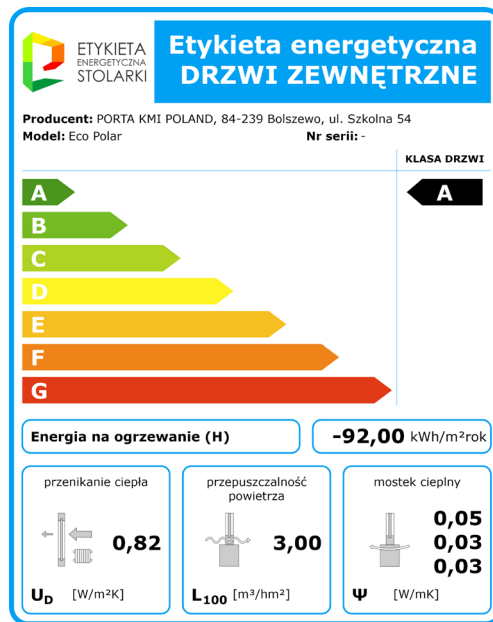 ETYKIETA
ENERGETYCZNA
STOLARKI
Etykieta energetyczna
DRZWI ZEWNĘTRZNE
Producent: PORTA KMI POLAND, 84-239 Bolszewo, ul. Szkolna 54
Model: Eco Polar Nr serii: -
KLASA DRZWI
A A
B
C
D
E
F
G
Energia na ogrzewanie (H) -92,00 kWh/m²rok
przenikanie ciepła
0,82
U_D [W/m²K]
przepuszczalność
powietrza
3,00
L₁₀₀ [m³/hm²]
mostek cieplny
0,05
0,03
0,03
Ψ [W/mK]